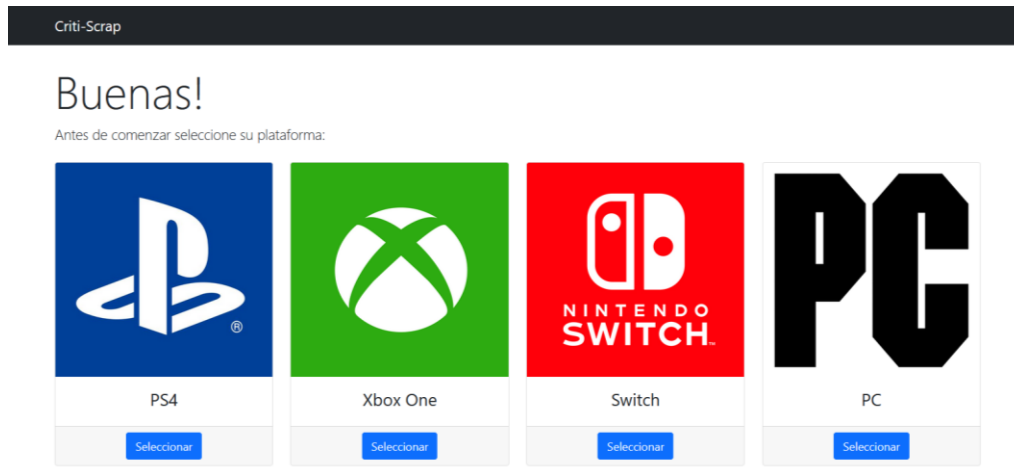 Criti-Scrap
Buenas!
Antes de comenzar seleccione su plataforma:
®
NINTENDO
SWITCH™
PC
PS4
Xbox One
Switch
PC
Seleccionar
Seleccionar
Seleccionar
Seleccionar